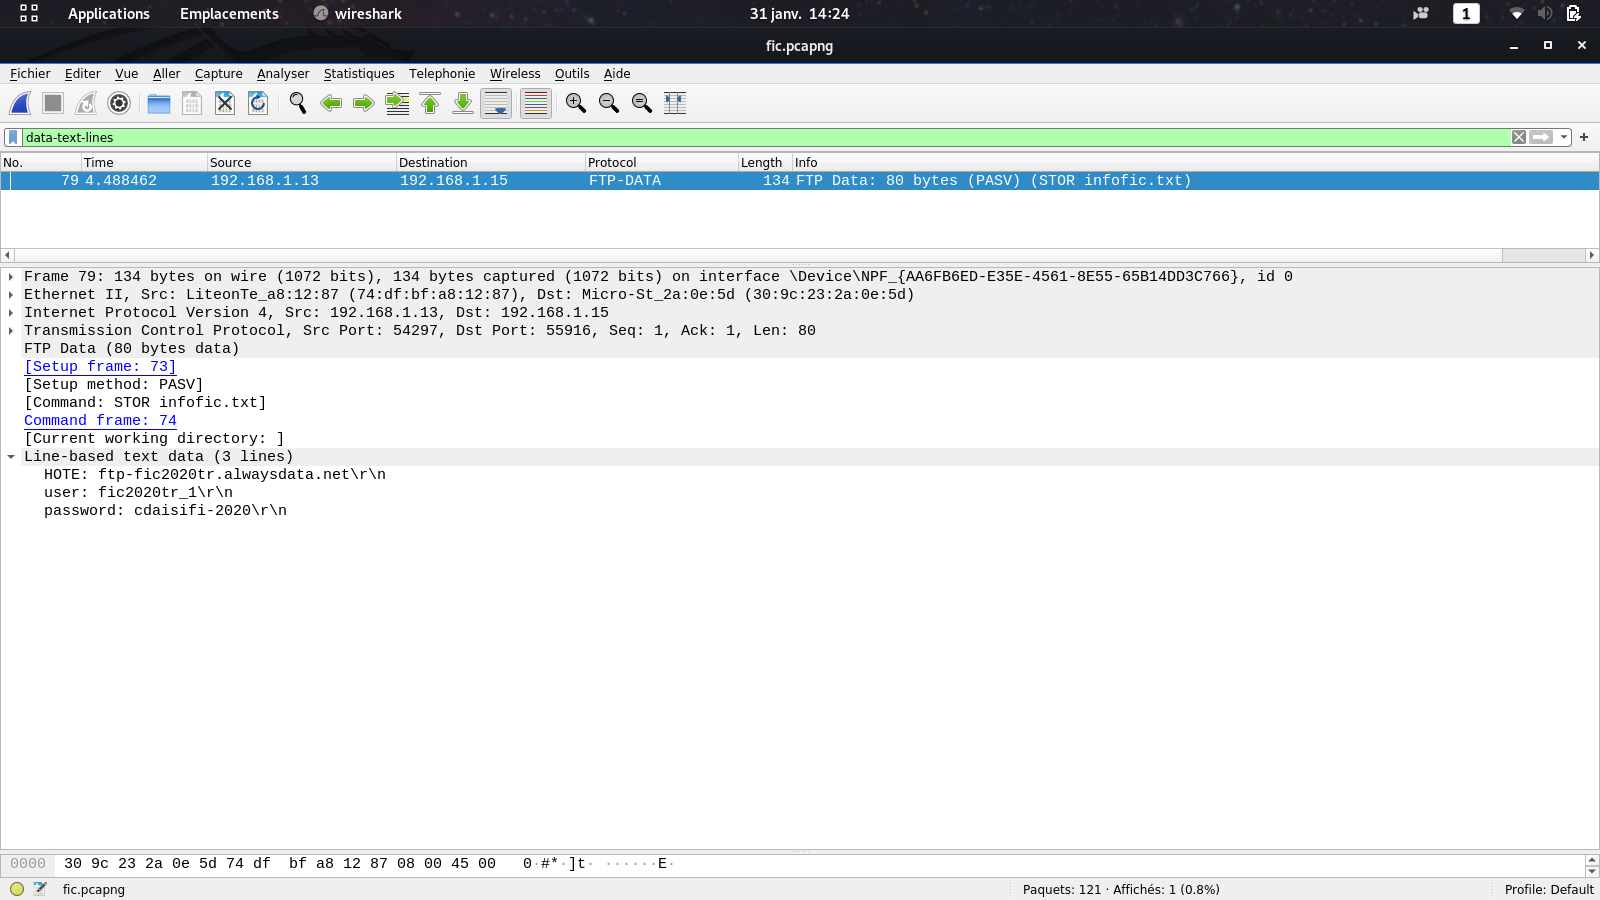 Applications Emplacements wireshark 31 janv. 14:24 1
fic.pcapng
Fichier Editer Vue Aller Capture Analyser Statistiques Telephonie Wireless Outils Aide
data-text-lines
No. Time Source Destination Protocol Length Info
79 4.488462 192.168.1.13 192.168.1.15 FTP-DATA 134 FTP Data: 80 bytes (PASV) (STOR infofic.txt)
Frame 79: 134 bytes on wire (1072 bits), 134 bytes captured (1072 bits) on interface \Device\NPF_{AA6FB6ED-E35E-4561-8E55-65B14DD3C766}, id 0
Ethernet II, Src: LiteonTe_a8:12:87 (74:df:bf:a8:12:87), Dst: Micro-St_2a:0e:5d (30:9c:23:2a:0e:5d)
Internet Protocol Version 4, Src: 192.168.1.13, Dst: 192.168.1.15
Transmission Control Protocol, Src Port: 54297, Dst Port: 55916, Seq: 1, Ack: 1, Len: 80
FTP Data (80 bytes data)
[Setup frame: 73]
[Setup method: PASV]
[Command: STOR infofic.txt]
Command frame: 74
[Current working directory: ]
Line-based text data (3 lines)
HOTE: ftp-fic2020tr.alwaysdata.net\r\n
user: fic2020tr_1\r\n
password: cdaisifi-2020\r\n
0000 30 9c 23 2a 0e 5d 74 df bf a8 12 87 08 00 45 00 0·#*·]t· ······E·
fic.pcapng Paquets: 121 · Affichés: 1 (0.8%) Profile: Default